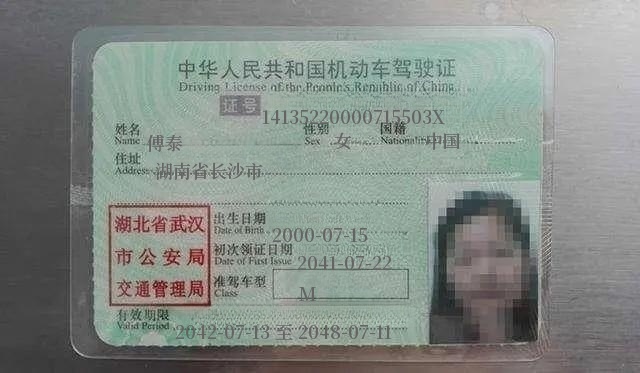 中华人民共和国机动车驾驶证
Driving License of the People's Republic of China
证号 14135220000715503X
姓名 傅泰 性别 女 国籍 中国
Name Sex Nationality
住址 湖南省长沙市
Address
湖北省武汉
市公安局
交通管理局
出生日期
Date of Birth 2000-07-15
初次领证日期
Date of First Issue 2041-07-22
准驾车型
Class M
有效期限
Valid Period 2042-07-13 至 2048-07-11